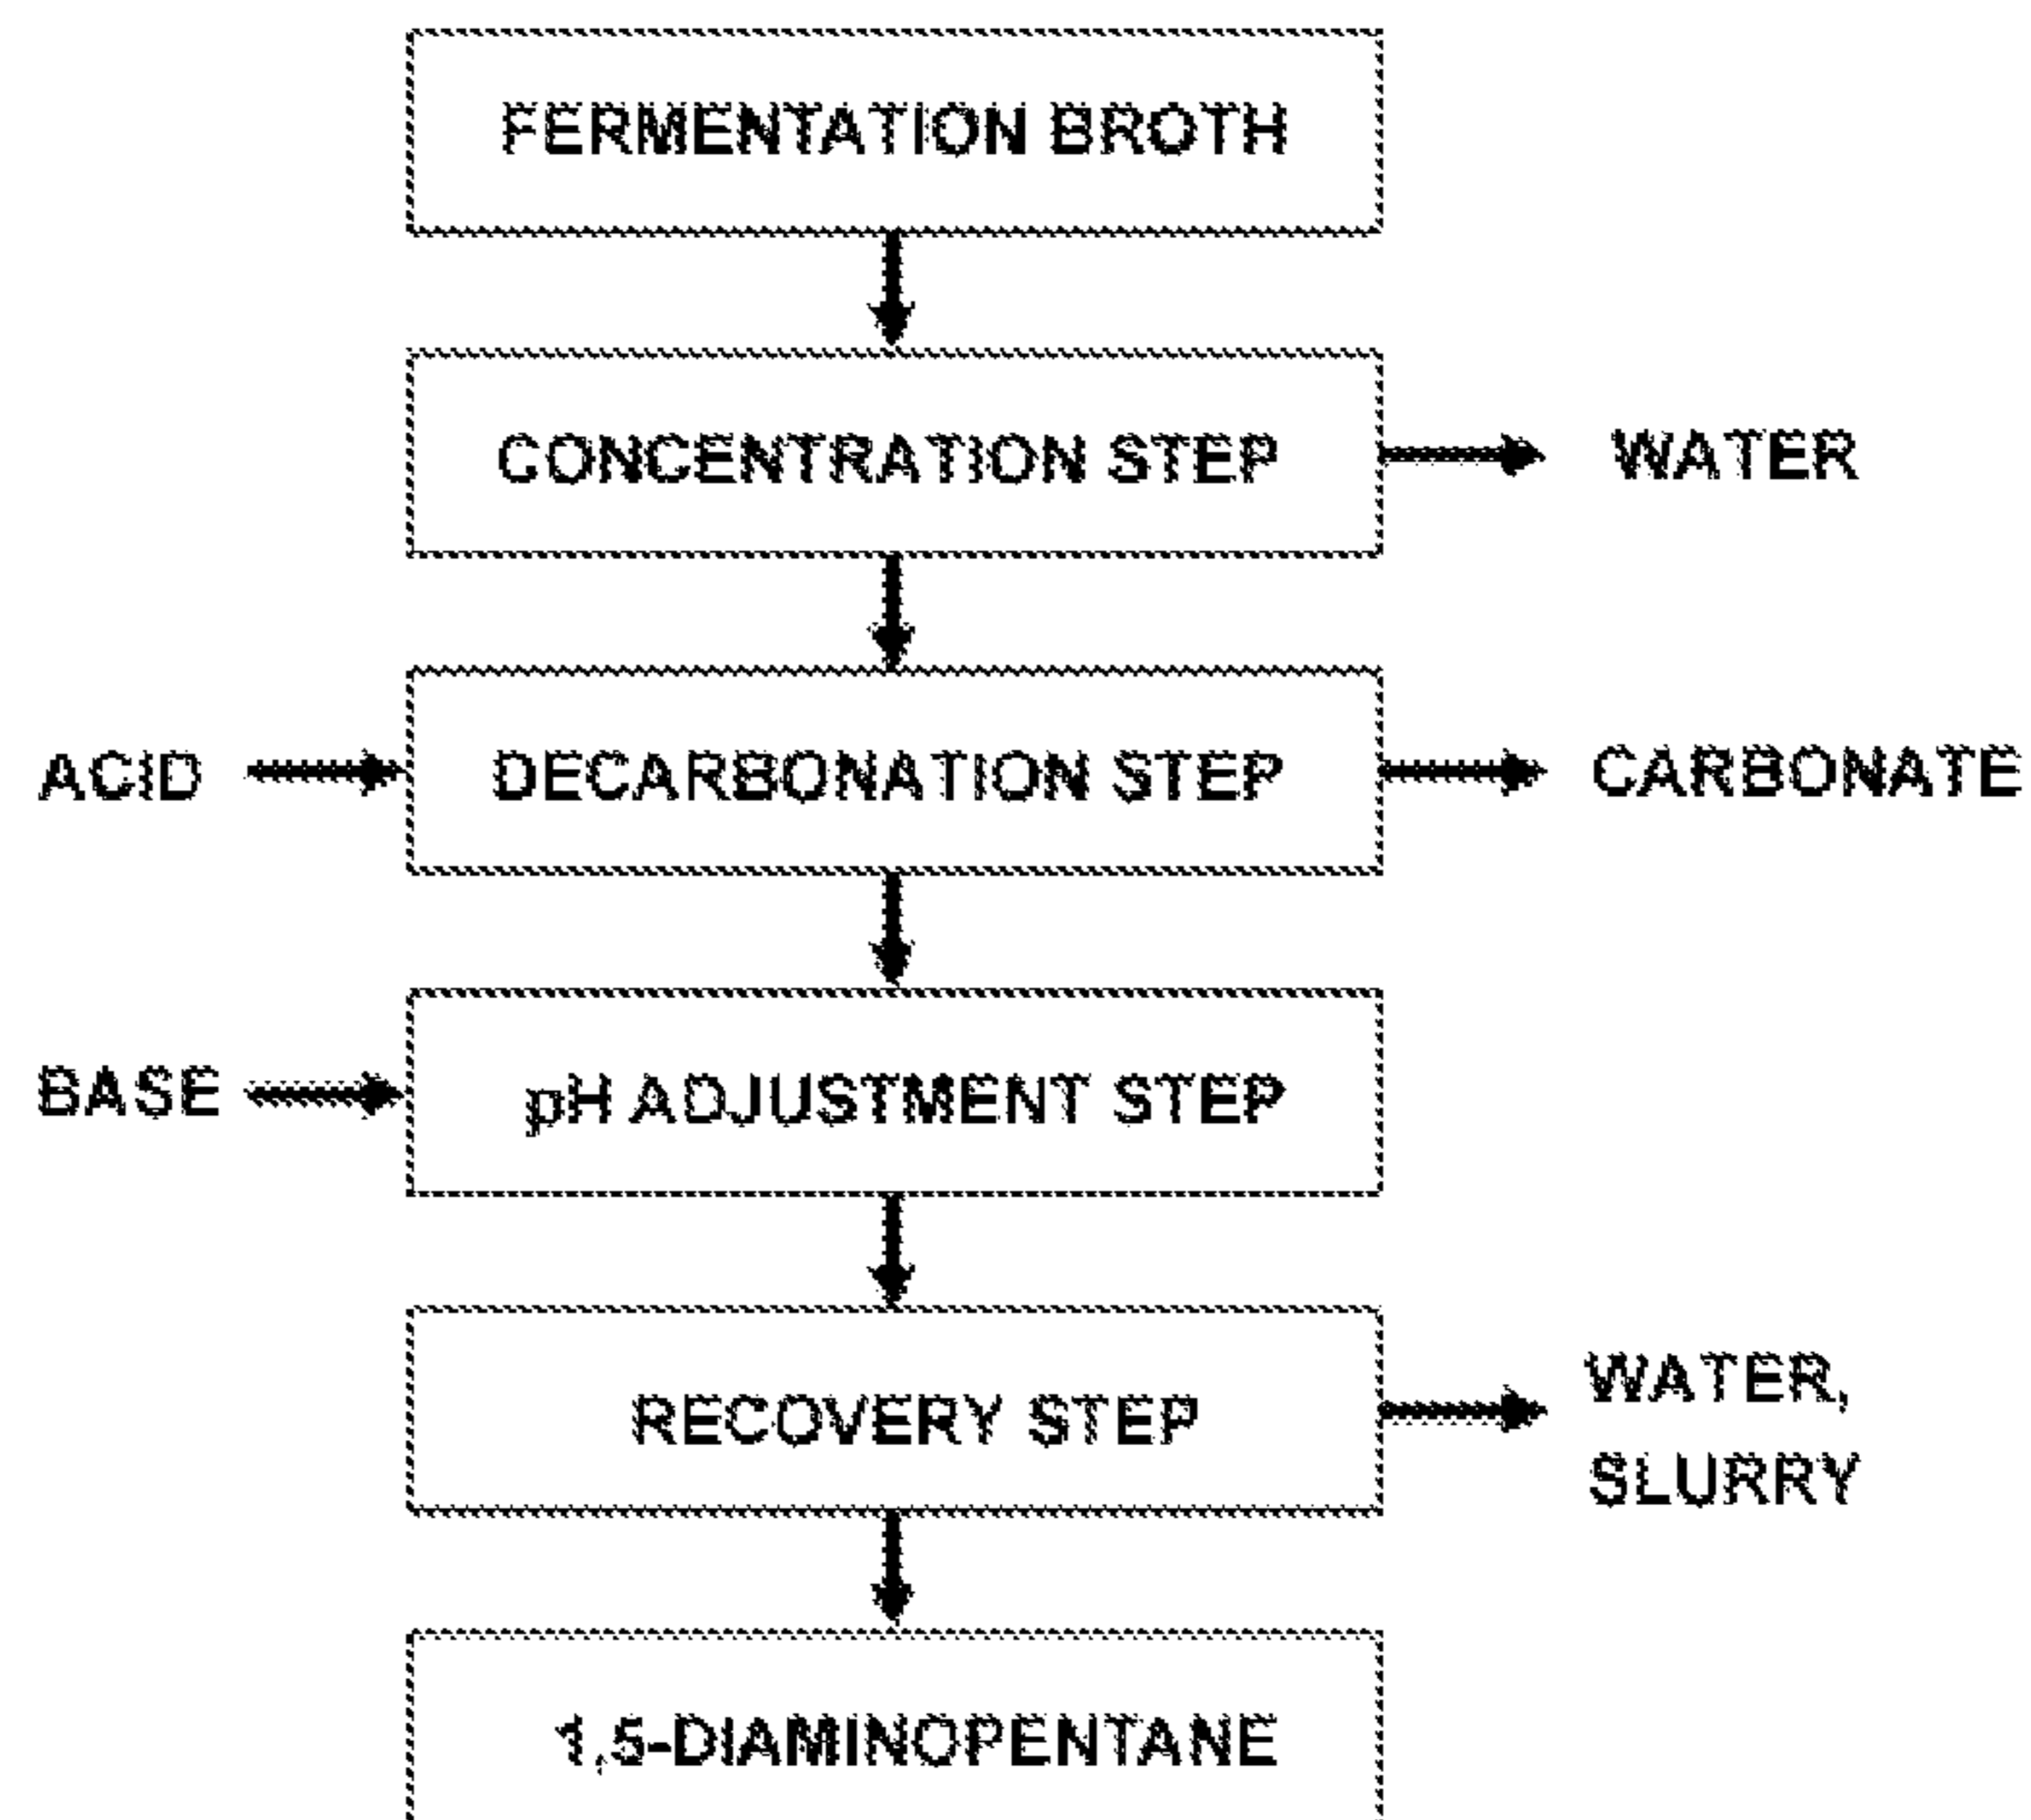 FERMENTATION BROTH
CONCENTRATION STEP
WATER
ACID
DECARBONATION STEP
CARBONATE
BASE
pH ADJUSTMENT STEP
RECOVERY STEP
WATER,
SLURRY
1,5-DIAMINOPENTANE